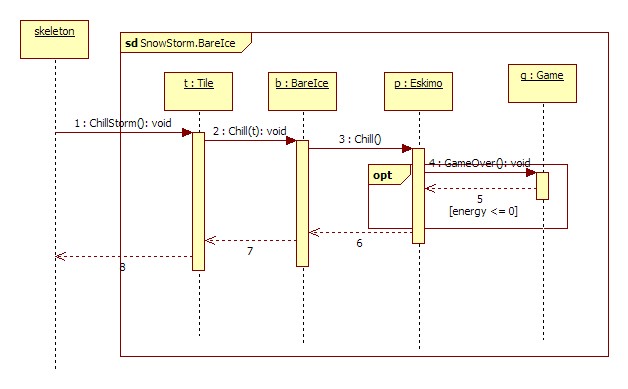 skeleton
sd SnowStorm.BareIce
t : Tile
b : BareIce
p : Eskimo
g : Game
1 : ChillStorm(): void
2 : Chill(t): void
3 : Chill()
4 : GameOver(): void
opt
5
[energy <= 0]
6
7
8